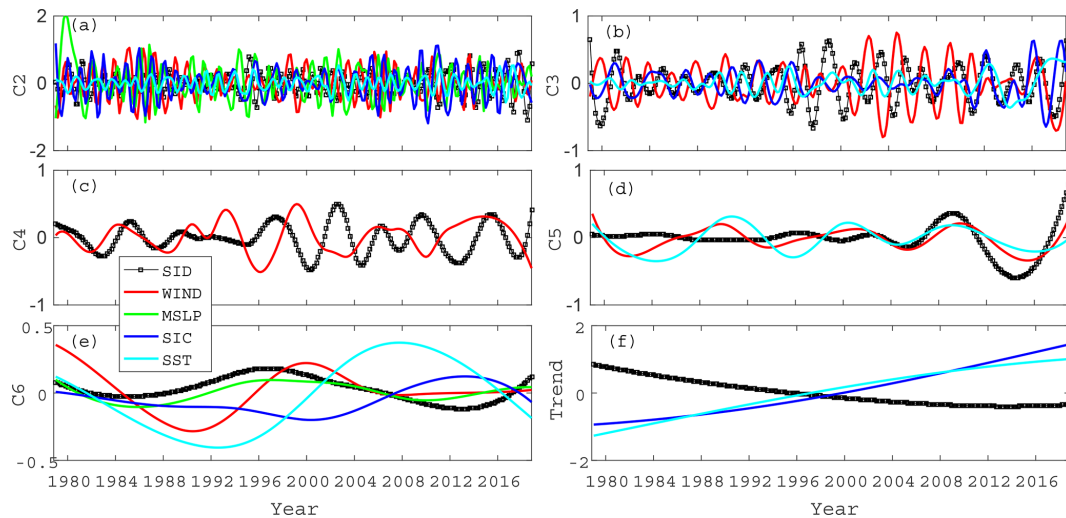 (a)
2
0
-2
C2
(b)
1
0
-1
C3
(c)
1
0
-1
C4
(d)
1
0
-1
C5
SID
WIND
MSLP
SIC
SST
(e)
0.5
0
-0.5
C6
1980 1984 1988 1992 1996 2000 2004 2008 2012 2016
Year
(f)
2
0
-2
Trend
1980 1984 1988 1992 1996 2000 2004 2008 2012 2016
Year